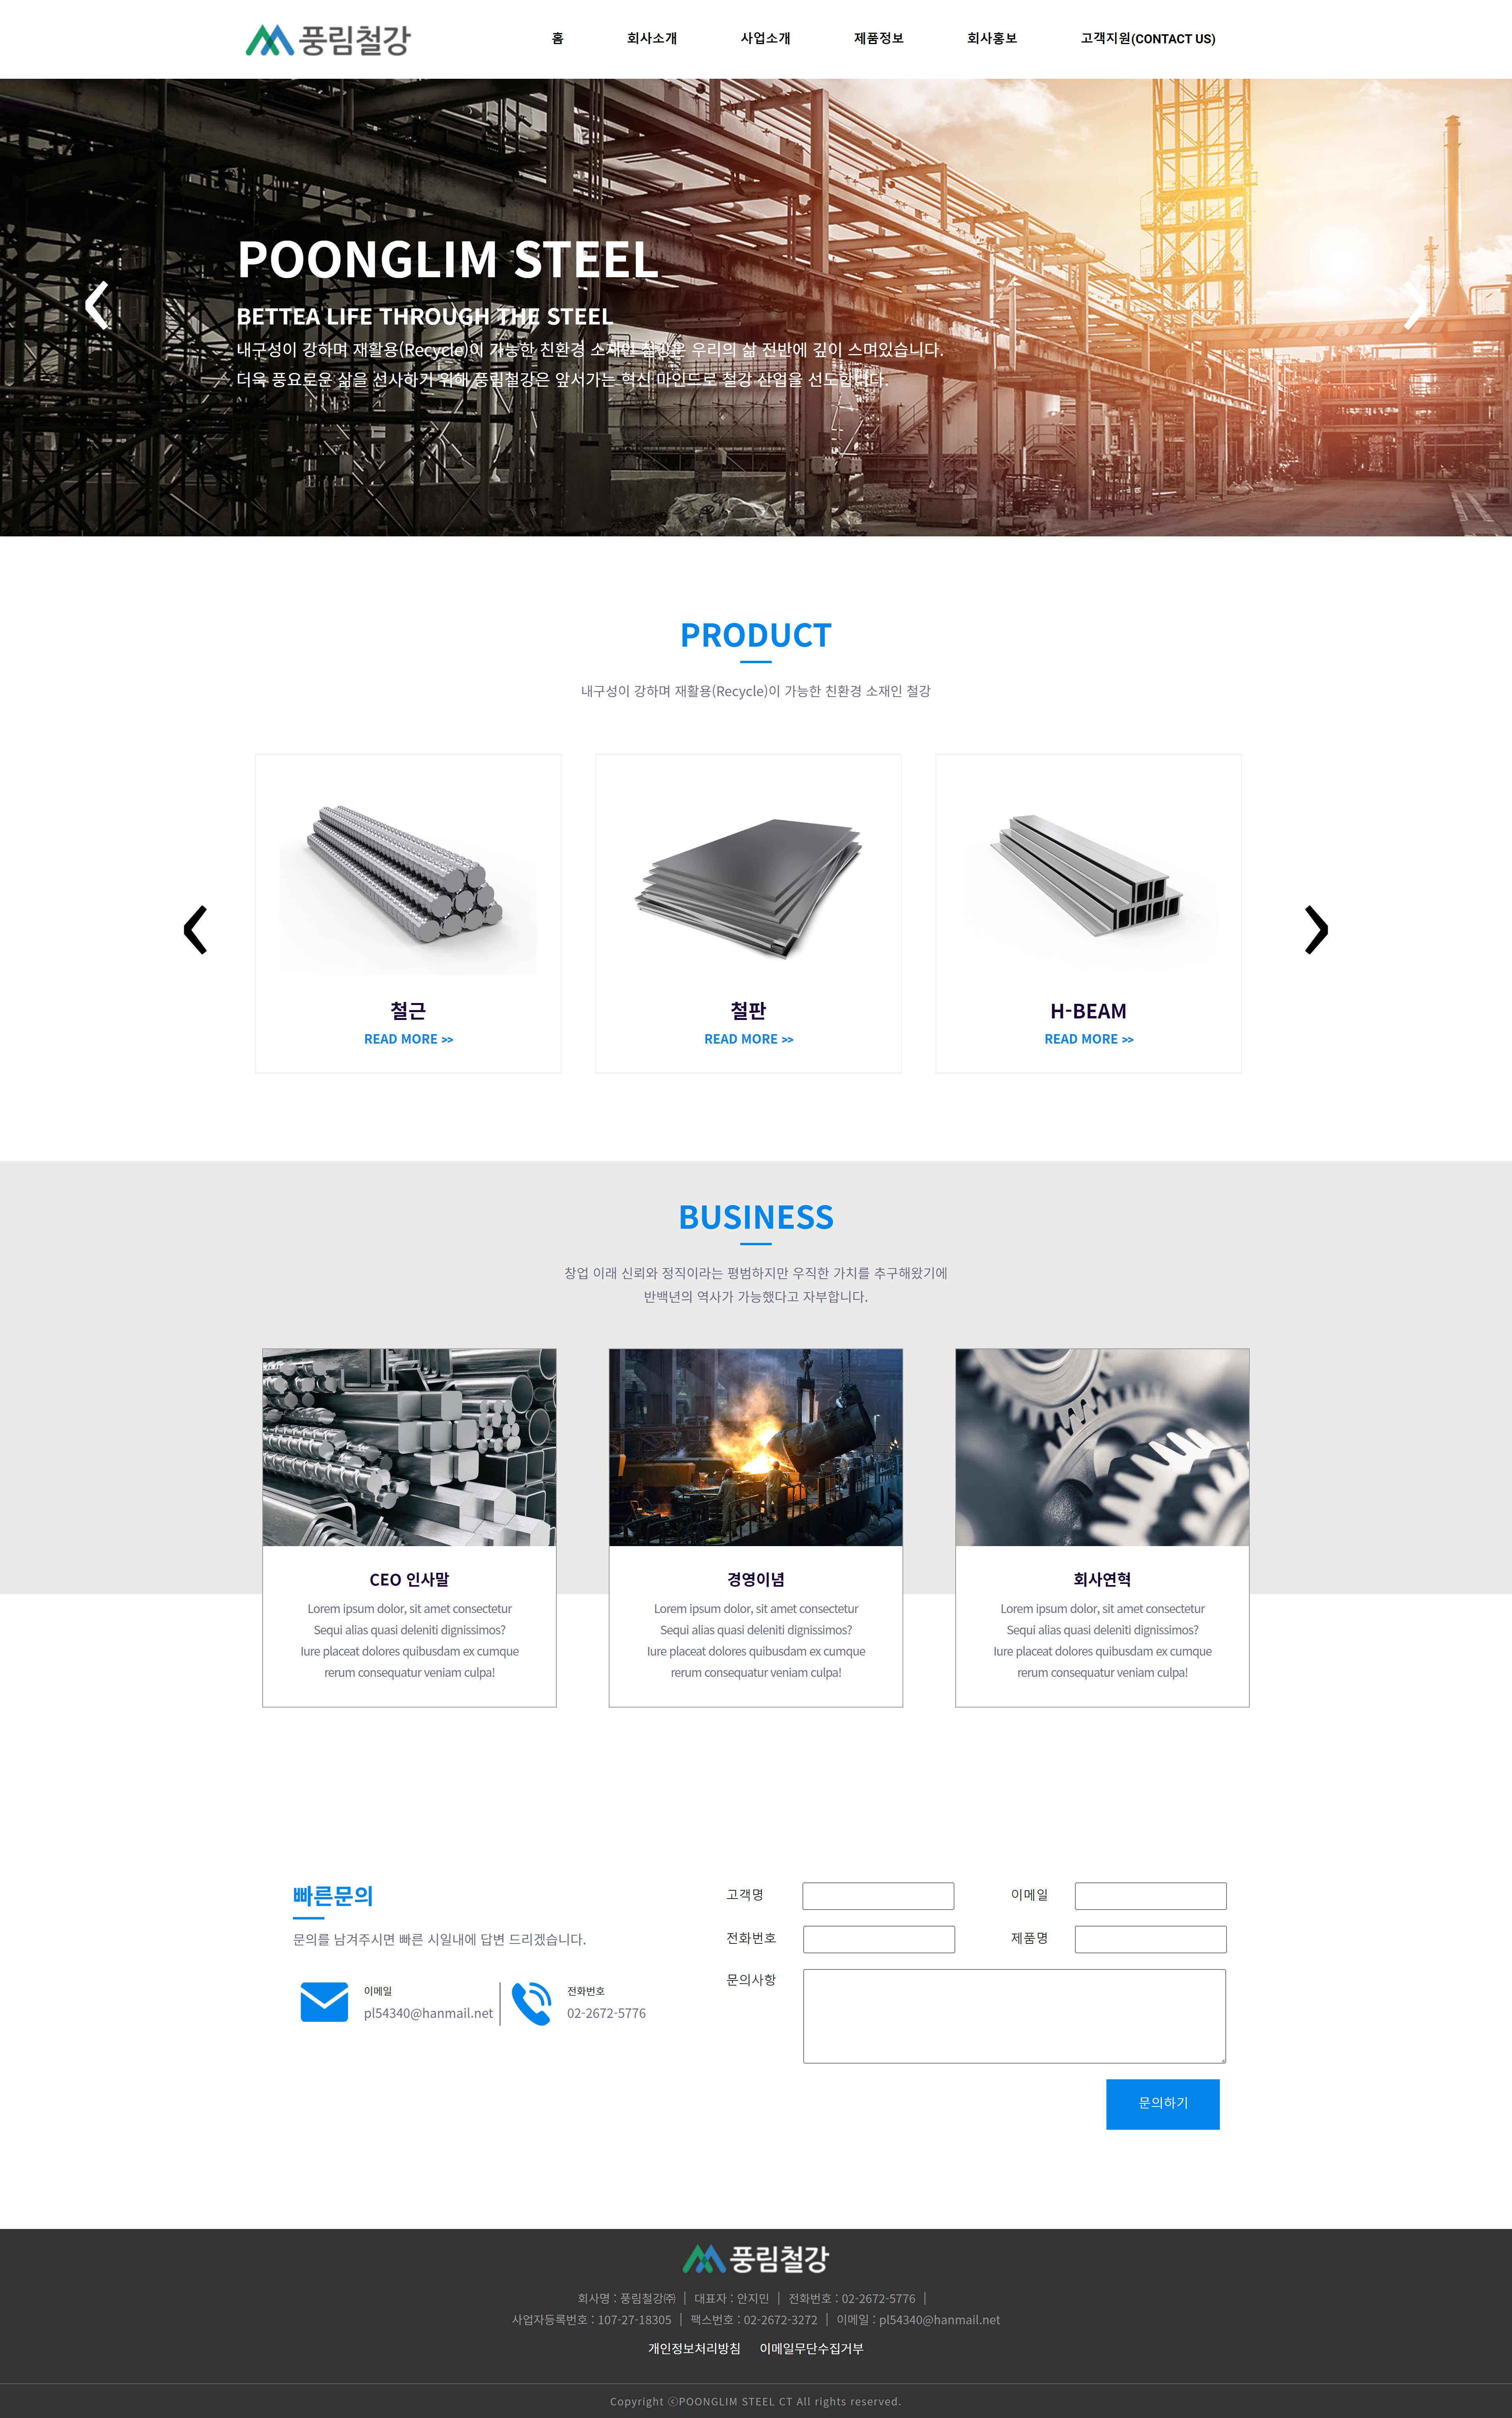 풍림철강
홈 회사소개 사업소개 제품정보 회사홍보 고객지원(CONTACT US)
POONGLIM STEEL
BETTEA LIFE THROUGH THE STEEL
내구성이 강하며 재활용(Recycle)이 가능한 친환경 소재인 철강은 우리의 삶 전반에 깊이 스며있습니다.
더욱 풍요로운 삶을 선사하기 위해 풍림철강은 앞서가는 혁신 마인드로 철강 산업을 선도합니다.
PRODUCT
내구성이 강하며 재활용(Recycle)이 가능한 친환경 소재인 철강
철근 철판 H-BEAM
READ MORE >> READ MORE >> READ MORE >>
BUSINESS
창업 이래 신뢰와 정직이라는 평범하지만 우직한 가치를 추구해왔기에
반백년의 역사가 가능했다고 자부합니다.
CEO 인사말
Lorem ipsum dolor, sit amet consectetur
Sequi alias quasi deleniti dignissimos?
Iure placeat dolores quibusdam ex cumque
rerum consequatur veniam culpa!
경영이념
Lorem ipsum dolor, sit amet consectetur
Sequi alias quasi deleniti dignissimos?
Iure placeat dolores quibusdam ex cumque
rerum consequatur veniam culpa!
회사연혁
Lorem ipsum dolor, sit amet consectetur
Sequi alias quasi deleniti dignissimos?
Iure placeat dolores quibusdam ex cumque
rerum consequatur veniam culpa!
빠른문의
문의를 남겨주시면 빠른 시일내에 답변 드리겠습니다.
이메일
pl54340@hanmail.net
전화번호
02-2672-5776
고객명 이메일
전화번호 제품명
문의사항
문의하기
풍림철강
회사명 : 풍림철강㈜ │ 대표자 : 안지민 │ 전화번호 : 02-2672-5776 │
사업자등록번호 : 107-27-18305 │ 팩스번호 : 02-2672-3272 │ 이메일 : pl54340@hanmail.net
개인정보처리방침 이메일무단수집거부
Copyright ⓒPOONGLIM STEEL CT All rights reserved.